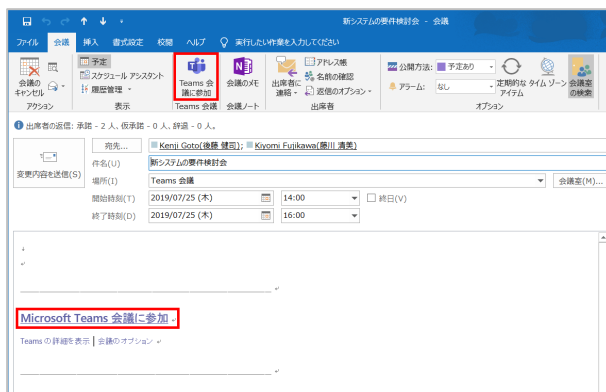 新システムの要件検討会 - 会議
ファイル 会議 挿入 書式設定 校閲 ヘルプ 実行したい作業を入力してください
会議の
キャンセル
アクション
予定
スケジュール アシスタント
履歴管理
表示
Teams 会
議に参加
Teams 会議
会議のメモ
会議ノート
出席者に
連絡
アドレス帳
名前の確認
返信のオプション
出席者
公開方法: 予定あり
アラーム: なし
定期的な
アイテム
タイム ゾーン
会議室
の検索
オプション
出席者の返信: 承諾 - 2 人、仮承諾 - 0 人、辞退 - 0 人。
変更内容を送信(S)
宛先... Kenji Goto(後藤 健司); Kiyomi Fujikawa(藤川 清美)
件名(U) 新システムの要件検討会
場所(I) Teams 会議 会議室(M)...
開始時刻(T) 2019/07/25 (木) 14:00 終日(V)
終了時刻(D) 2019/07/25 (木) 16:00
Microsoft Teams 会議に参加
Teams の詳細を表示 | 会議のオプション